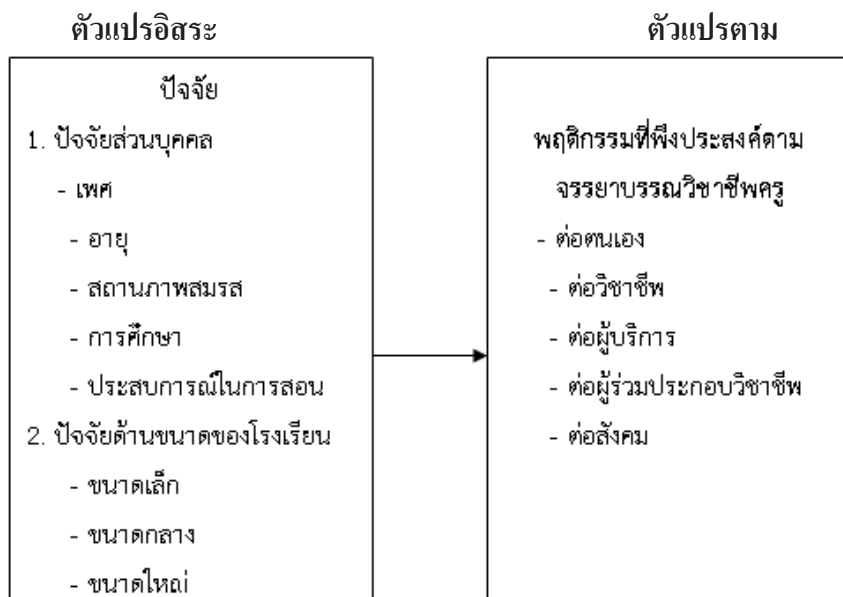 ตัวแปรอิสระ
ตัวแปรตาม
ปัจจัย
1. ปัจจัยส่วนบุคคล
- เพศ
- อายุ
- สถานภาพสมรส
- การศึกษา
- ประสบการณ์ในการสอน
2. ปัจจัยด้านขนาดของโรงเรียน
- ขนาดเล็ก
- ขนาดกลาง
- ขนาดใหญ่
พฤติกรรมที่พึงประสงค์ตาม
จรรยาบรรณวิชาชีพครู
- ต่อตนเอง
- ต่อวิชาชีพ
- ต่อผู้บริการ
- ต่อผู้ร่วมประกอบวิชาชีพ
- ต่อสังคม